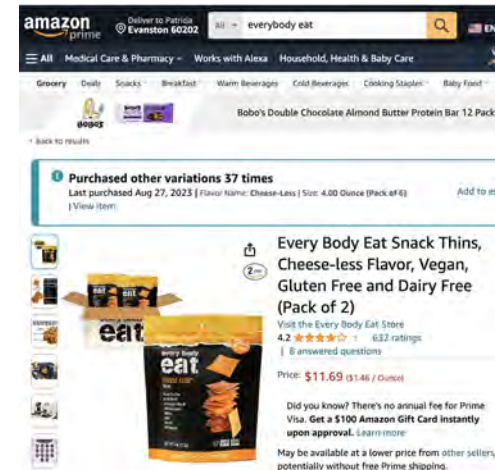 amazon
prime
Deliver to Patricia
Evanston 60202
All
everybody eat
EN
All Medical Care & Pharmacy Works with Alexa Household, Health & Baby Care
Grocery Deals Snacks Breakfast Warm Beverages Cold Beverages Cooking Staples Baby Food
BOBO'S
Bobo's Double Chocolate Almond Butter Protein Bar 12 Pack
‹ Back to results
Purchased other variations 37 times
Last purchased Aug 27, 2023 | Flavor Name: Cheese-Less | Size: 4.00 Ounce (Pack of 6)
| View item
Add to
Every Body Eat Snack Thins,
Cheese-less Flavor, Vegan,
Gluten Free and Dairy Free
(Pack of 2)
Visit the Every Body Eat Store
4.2 632 ratings
| 8 answered questions
Price: $11.69 ($1.46 / Ounce)
Did you know? There's no annual fee for Prime
Visa. Get a $100 Amazon Gift Card instantly
upon approval. Learn more
May be available at a lower price from other sellers,
potentially without free Prime shipping.
eat
eat
eat
every body
eat